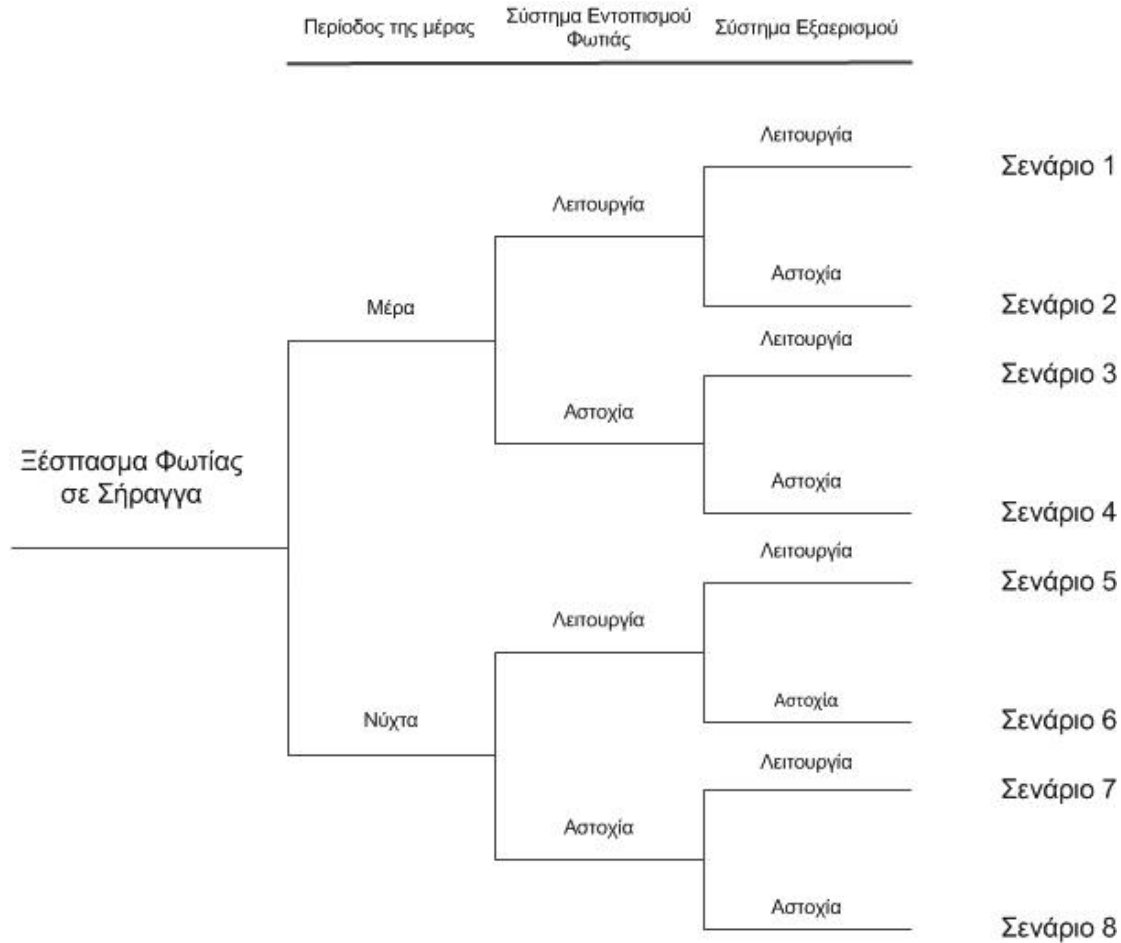 Περίοδος της μέρας
Σύστημα Εντοπισμού
Φωτιάς
Σύστημα Εξαερισμού
Λειτουργία
Σενάριο 1
Λειτουργία
Αστοχία
Σενάριο 2
Μέρα
Λειτουργία
Σενάριο 3
Αστοχία
Αστοχία
Σενάριο 4
Ξέσπασμα Φωτίας
σε Σήραγγα
Λειτουργία
Σενάριο 5
Λειτουργία
Αστοχία
Σενάριο 6
Νύχτα
Λειτουργία
Σενάριο 7
Αστοχία
Αστοχία
Σενάριο 8